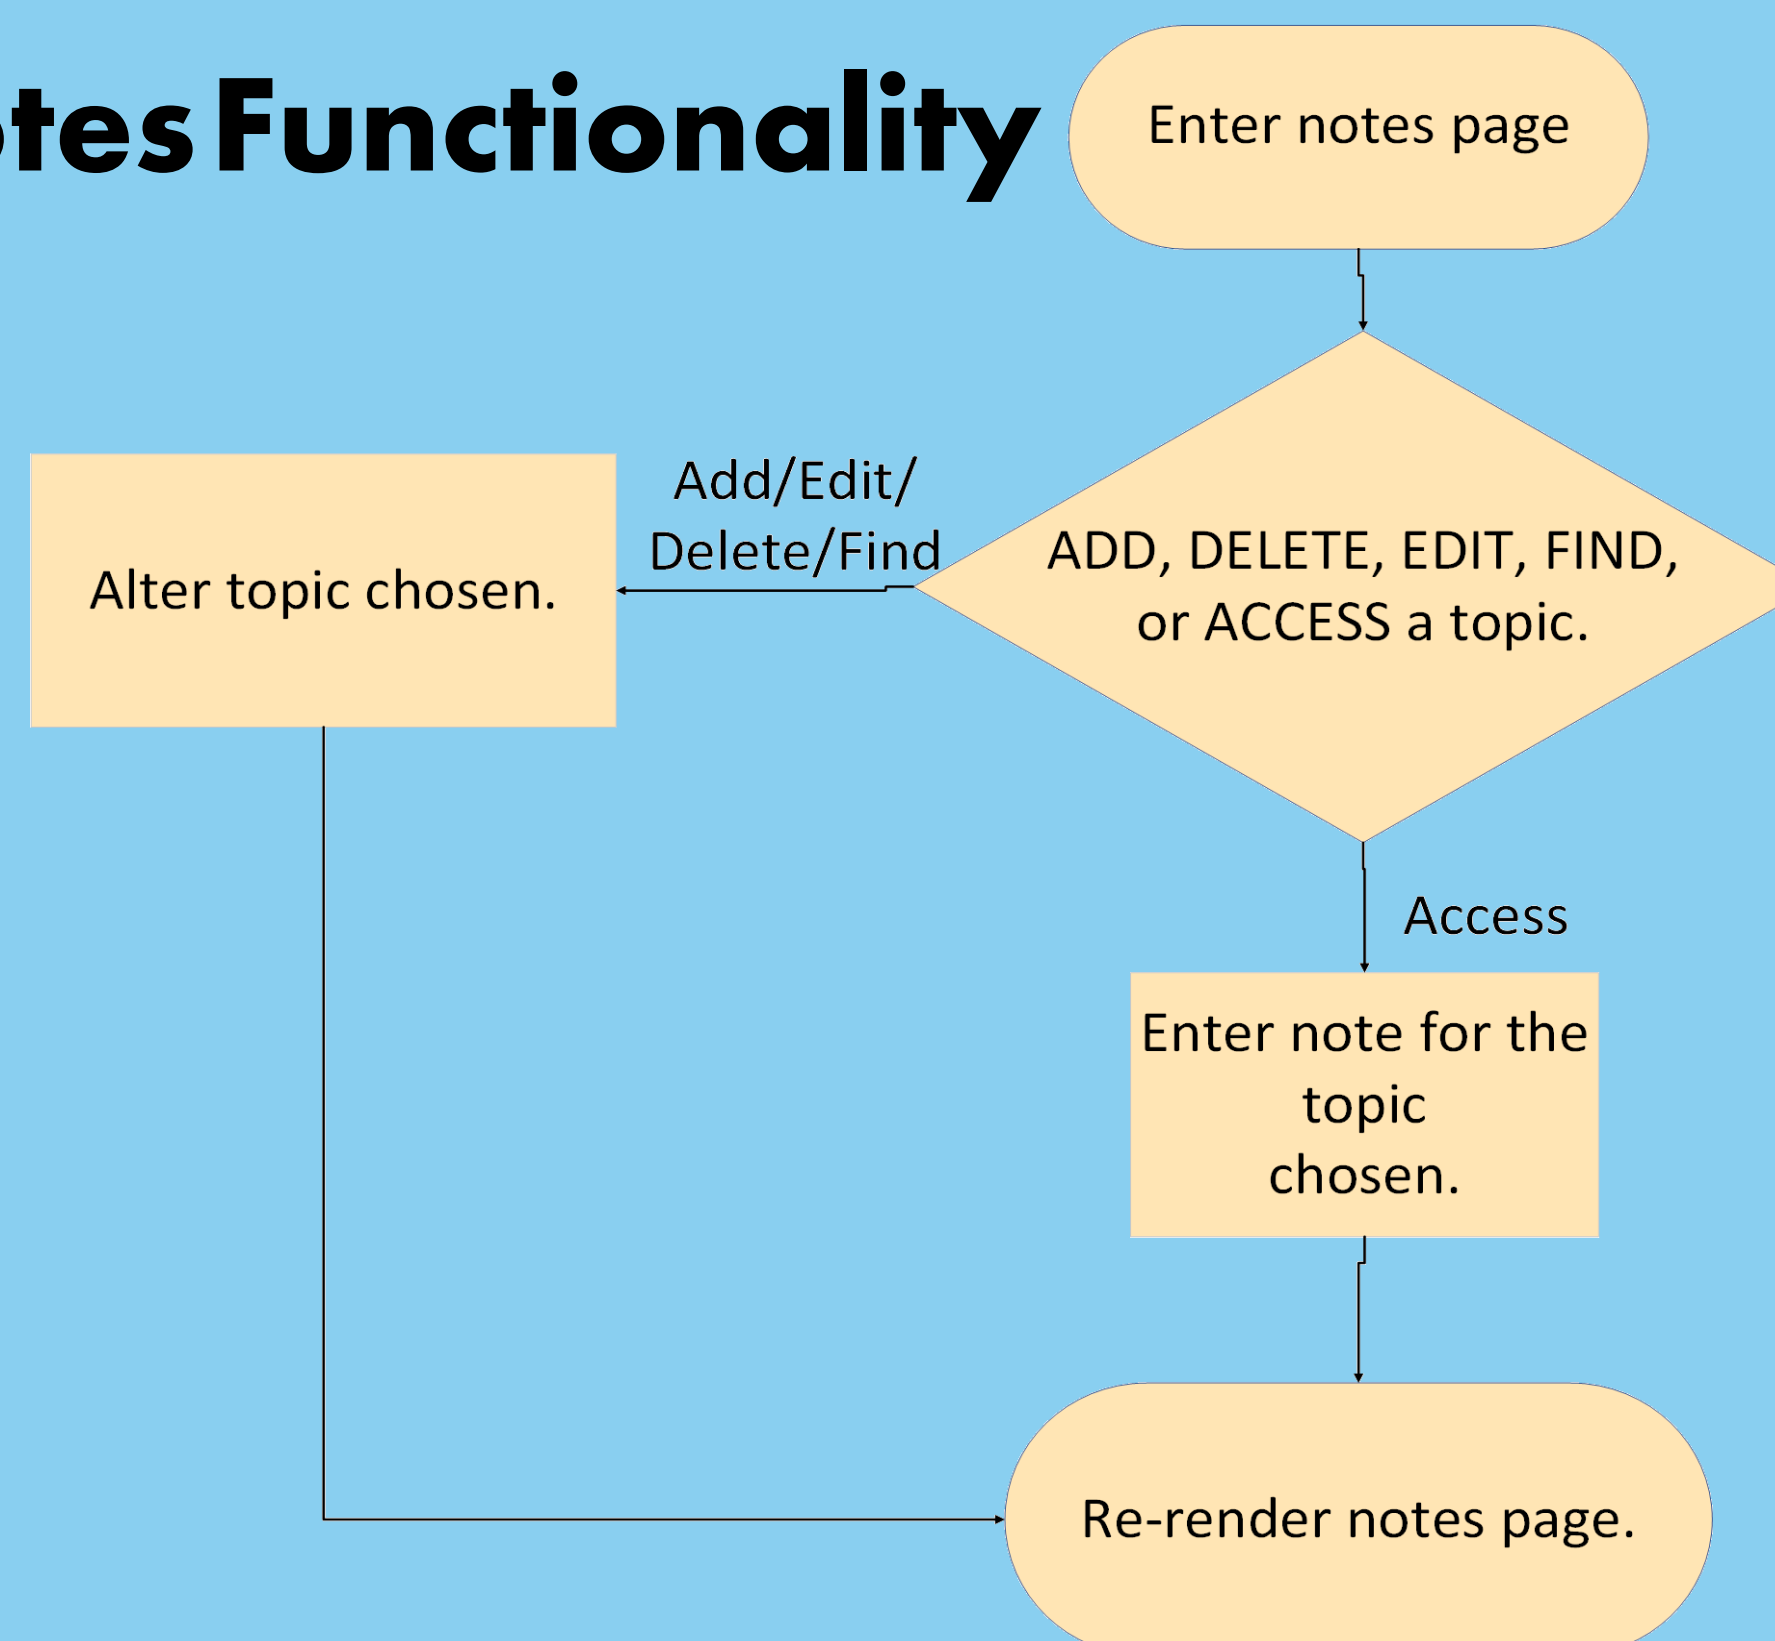 tes Functionality
Enter notes page
Add/Edit/
Delete/Find
ADD, DELETE, EDIT, FIND,
or ACCESS a topic.
Alter topic chosen.
Access
Enter note for the
topic
chosen.
Re-render notes page.